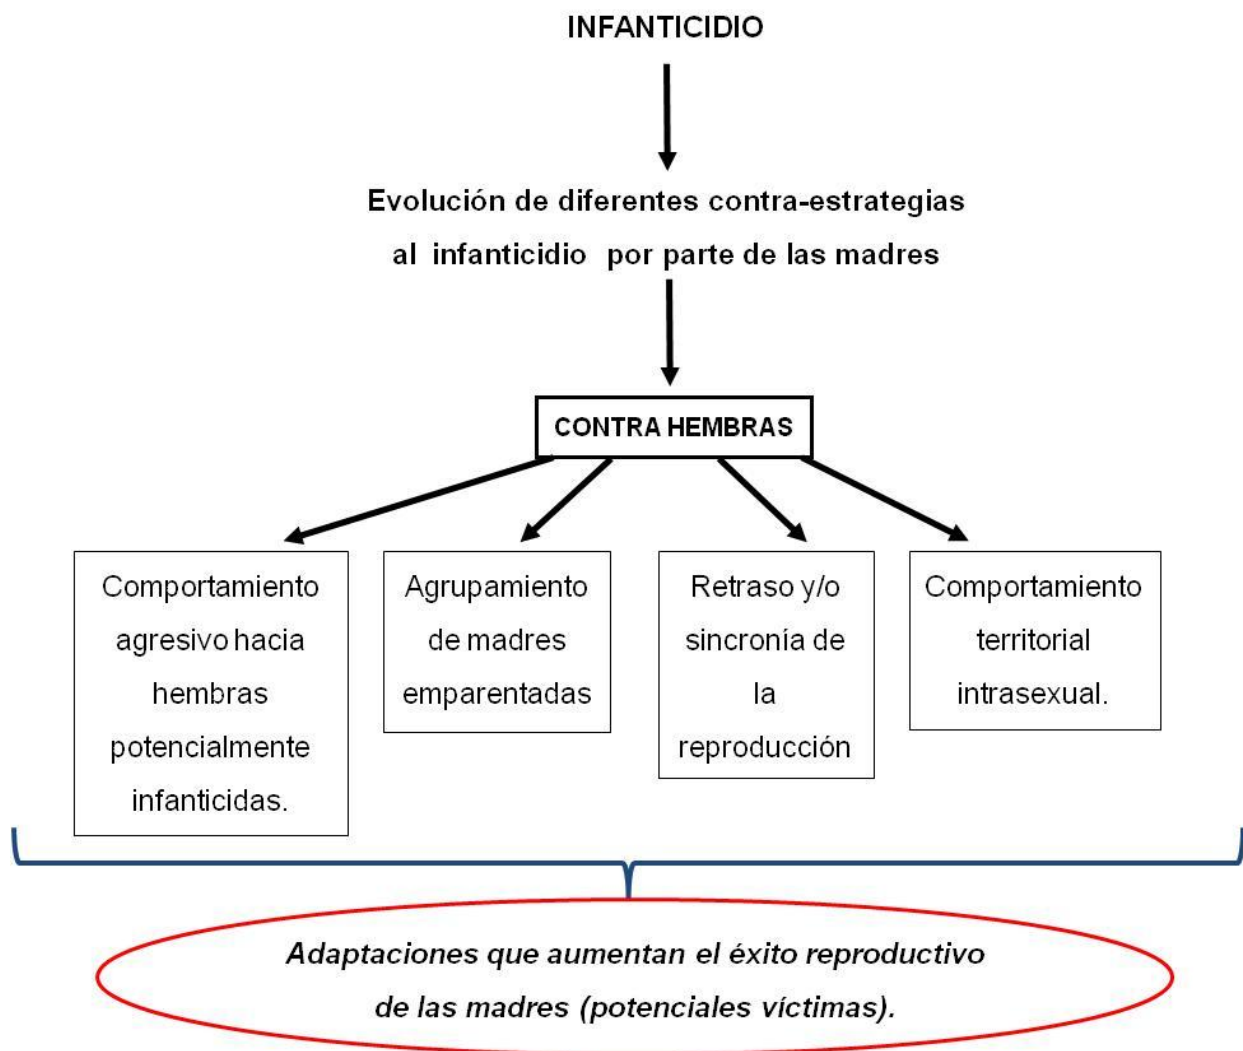 INFANTICIDIO
Evolución de diferentes contra-estrategias
al infanticidio por parte de las madres
CONTRA HEMBRAS
Comportamiento
agresivo hacia
hembras
potencialmente
infanticidas.
Agrupamiento
de madres
emparentadas
Retraso y/o
sincronía de
la
reproducción
Comportamiento
territorial
intrasexual.
Adaptaciones que aumentan el éxito reproductivo
de las madres (potenciales víctimas).